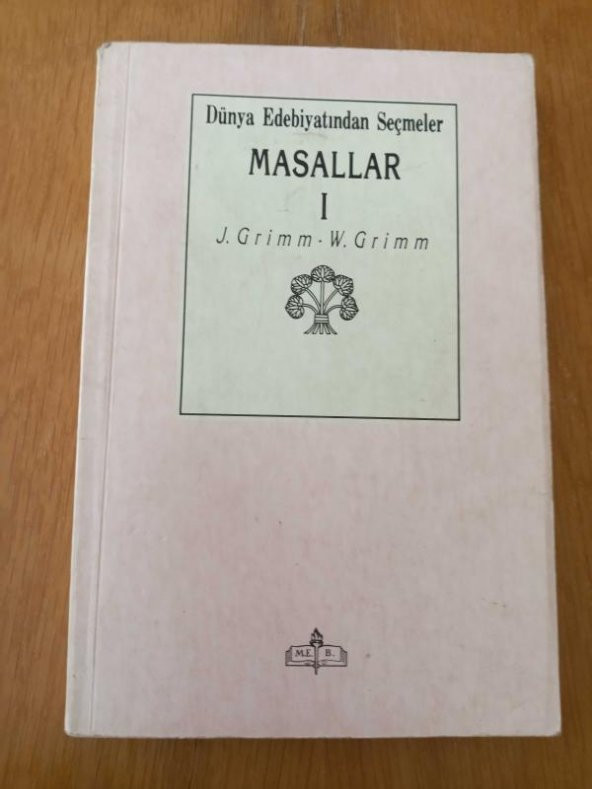 Dünya Edebiyatından Seçmeler
MASALLAR
I
J. Grimm - W. Grimm
M.E. B.